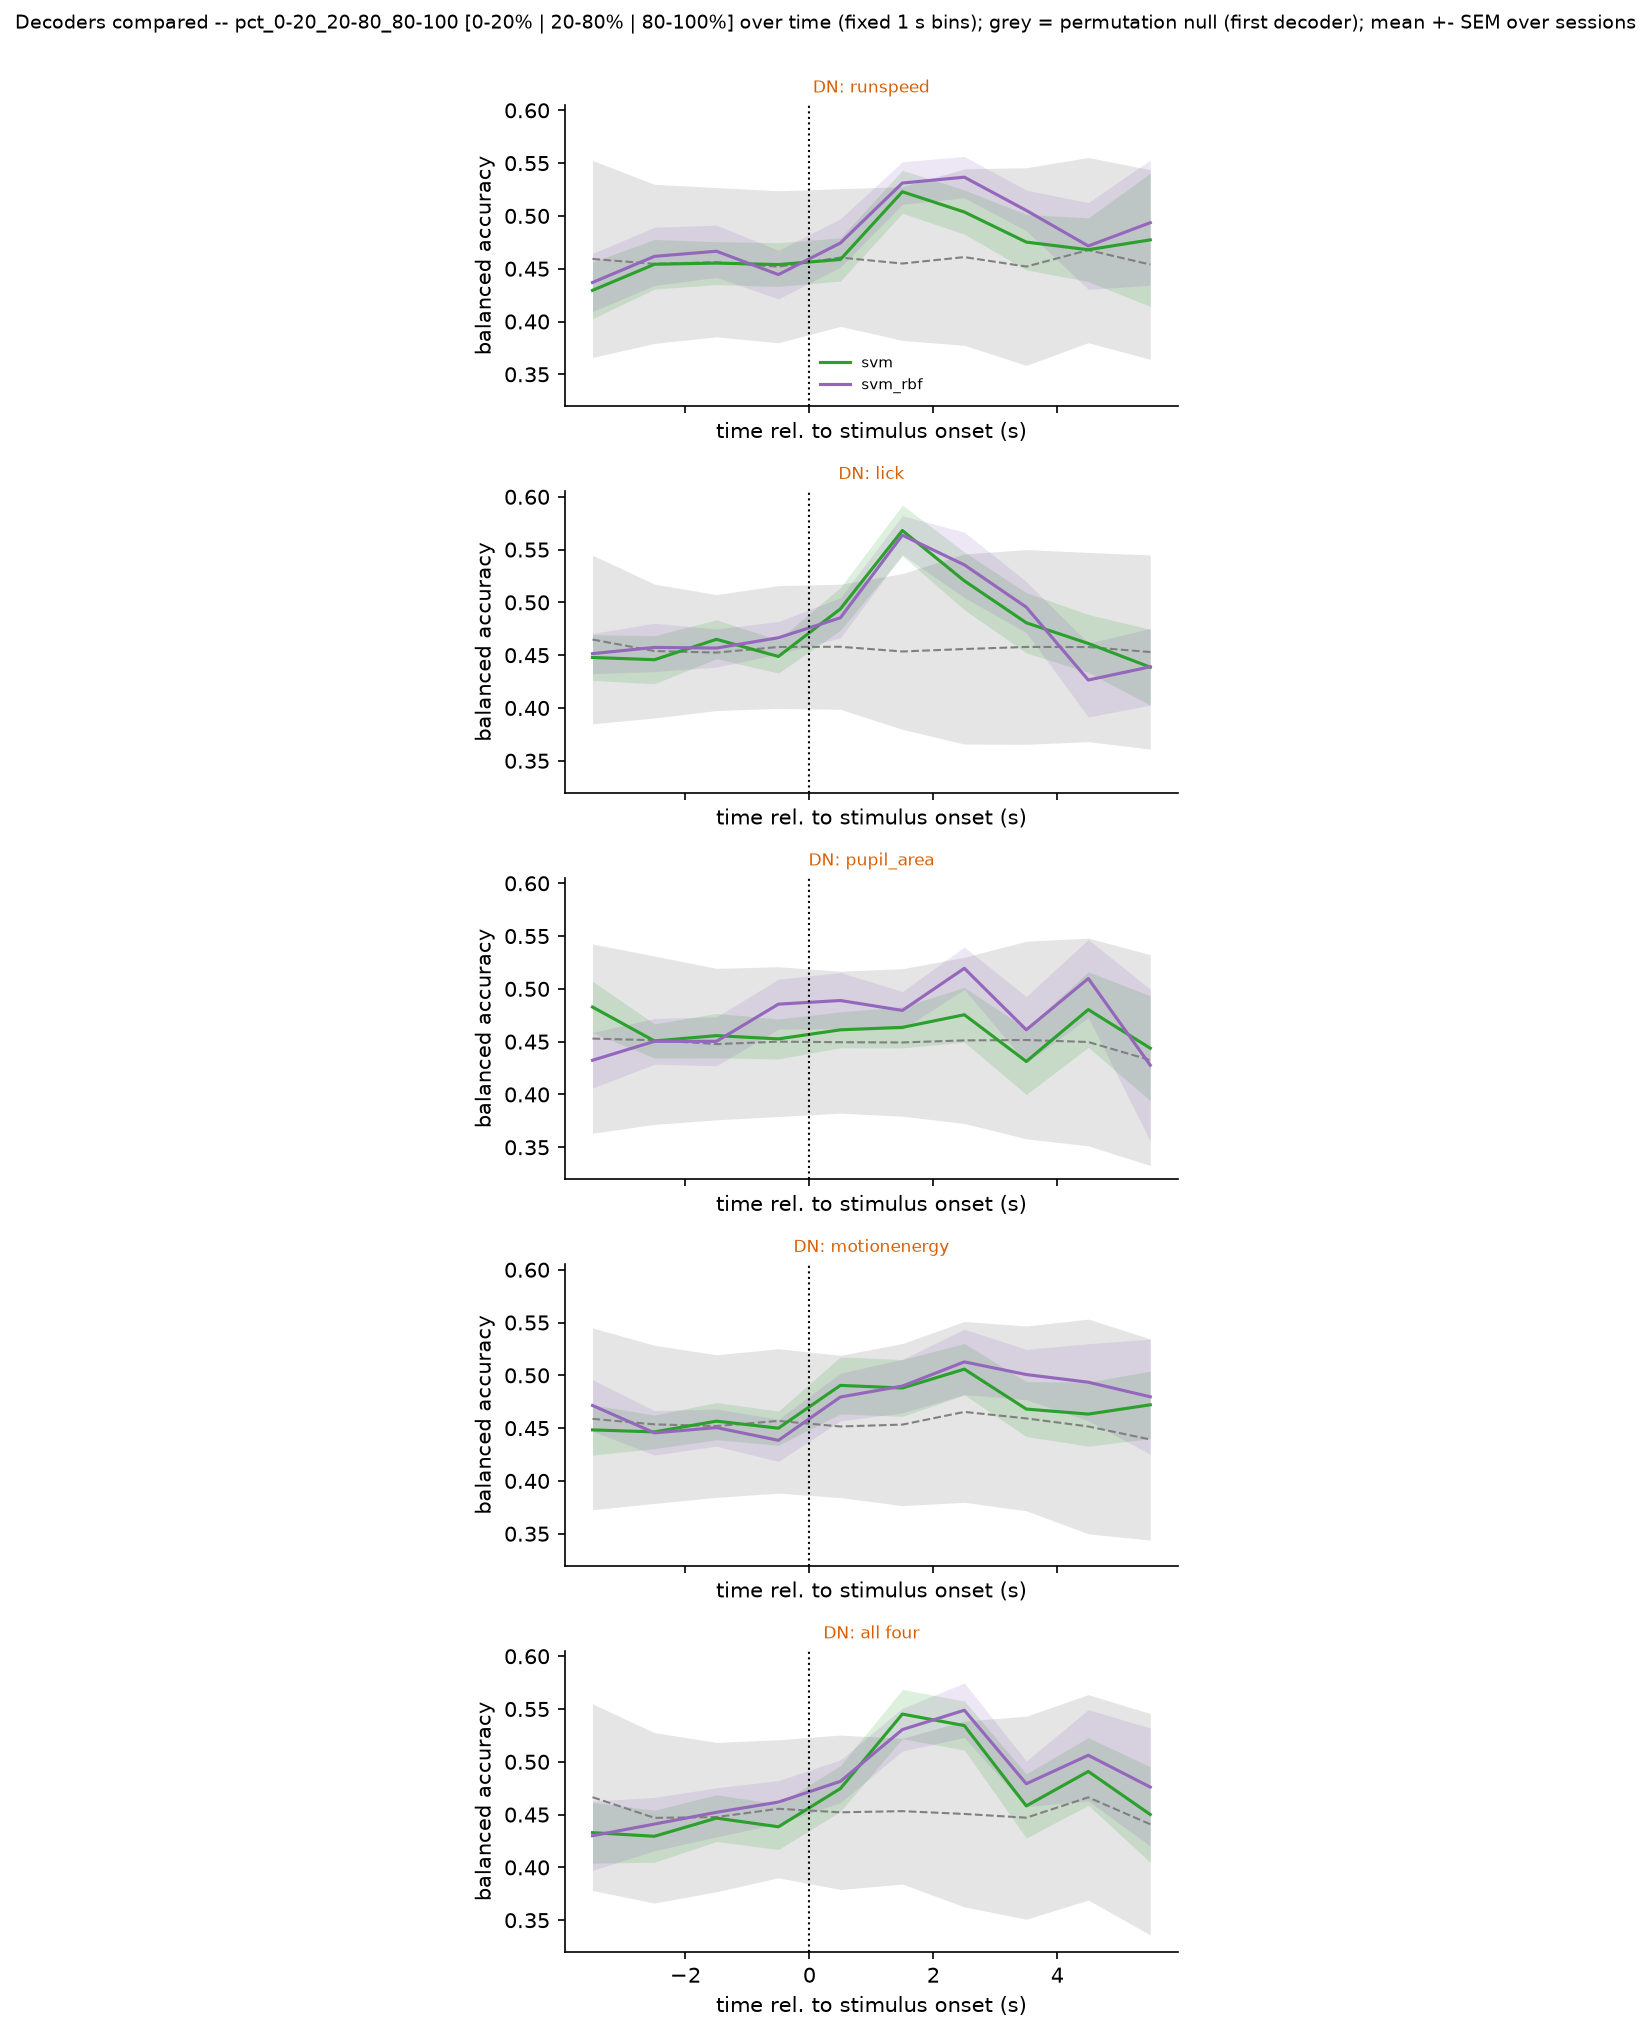 Decoders compared -- pct_0-20_20-80_80-100 [0-20% | 20-80% | 80-100%] over time (fixed 1 s bins); grey = permutation null (first decoder); mean +- SEM over sessions
DN: runspeed
0.60
0.55
0.50
0.45
0.40
0.35
balanced accuracy
svm
svm_rbf
time rel. to stimulus onset (s)
DN: lick
0.60
0.55
0.50
0.45
0.40
0.35
balanced accuracy
time rel. to stimulus onset (s)
DN: pupil_area
0.60
0.55
0.50
0.45
0.40
0.35
balanced accuracy
time rel. to stimulus onset (s)
DN: motionenergy
0.60
0.55
0.50
0.45
0.40
0.35
balanced accuracy
time rel. to stimulus onset (s)
DN: all four
0.60
0.55
0.50
0.45
0.40
0.35
balanced accuracy
−2 0 2 4
time rel. to stimulus onset (s)